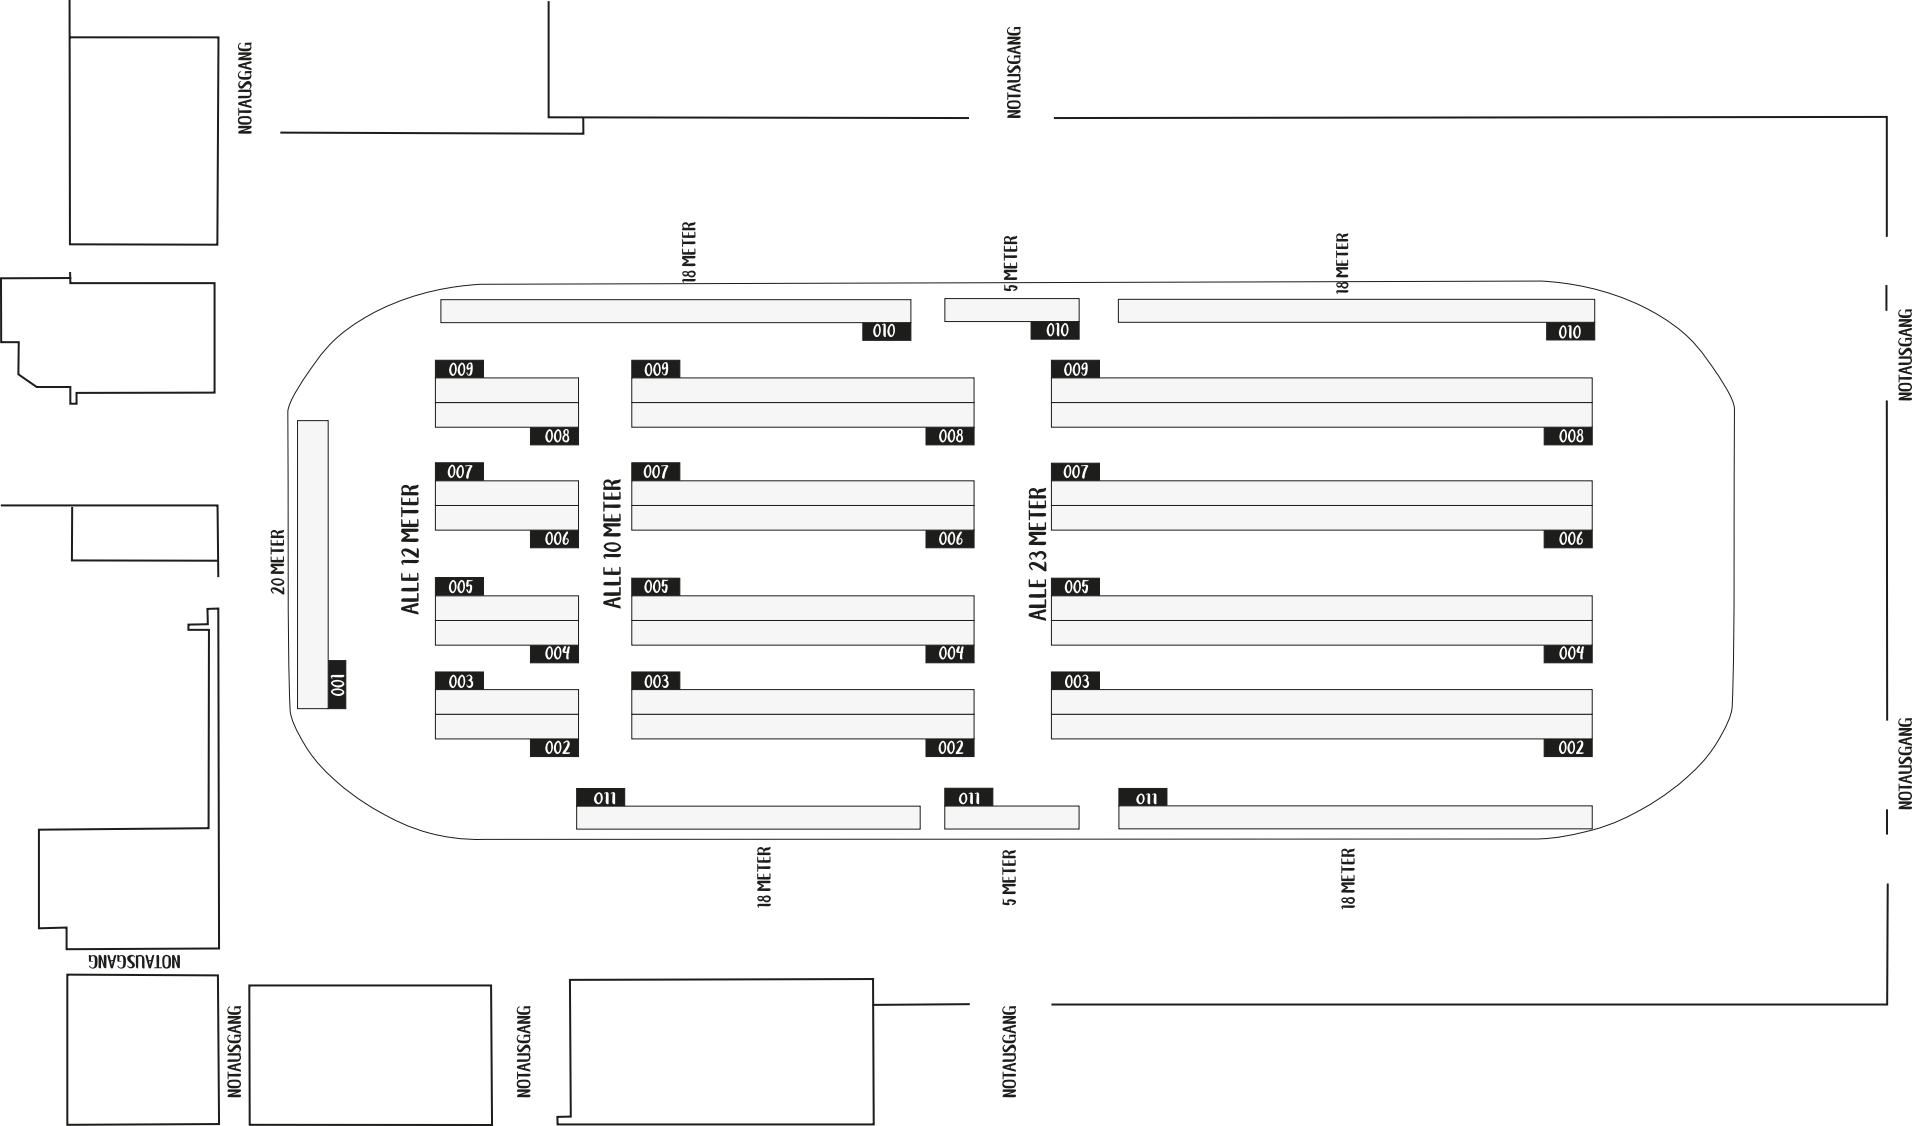 NOTAUSGANG
NOTAUSGANG
18 METER
5 METER
18 METER
010
010
010
NOTAUSGANG
009
009
009
008
008
008
007
007
007
ALLE 12 METER
ALLE 10 METER
ALLE 23 METER
20 METER
006
006
006
005
005
005
004
004
004
001
003
003
003
002
002
002
NOTAUSGANG
011
011
011
18 METER
5 METER
18 METER
NOTAUSGANG
NOTAUSGANG
NOTAUSGANG
NOTAUSGANG